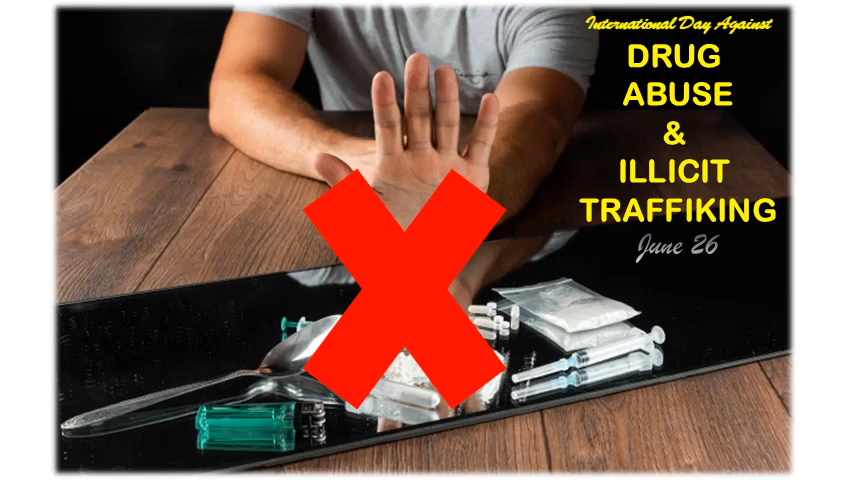 International Day Against
DRUG
ABUSE
&
ILLICIT
TRAFFIKING
June 26